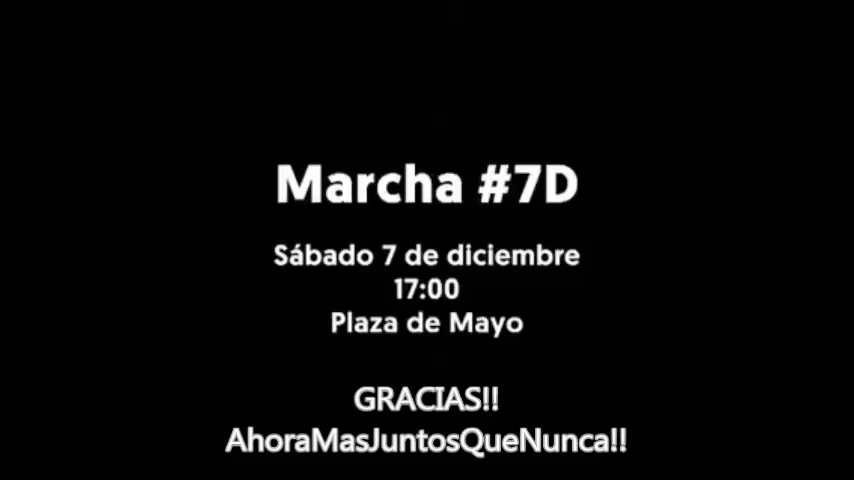 Marcha #7D
Sábado 7 de diciembre
17:00
Plaza de Mayo
GRACIAS!!
AhoraMasJuntosQueNunca!!